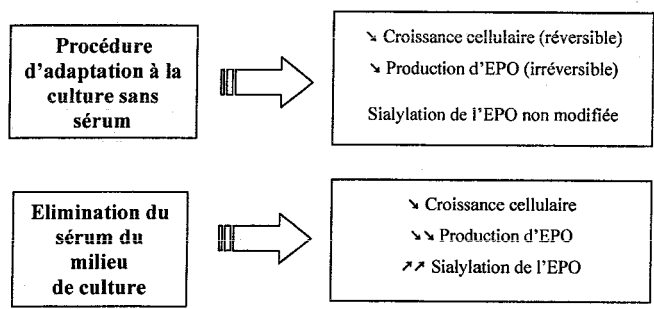 Procédure
d'adaptation à la
culture sans
sérum
↘ Croissance cellulaire (réversible)
↘ Production d'EPO (irréversible)
Sialylation de l'EPO non modifiée
Elimination du
sérum du
milieu
de culture
↘ Croissance cellulaire
↘↘ Production d'EPO
↗↗ Sialylation de l'EPO